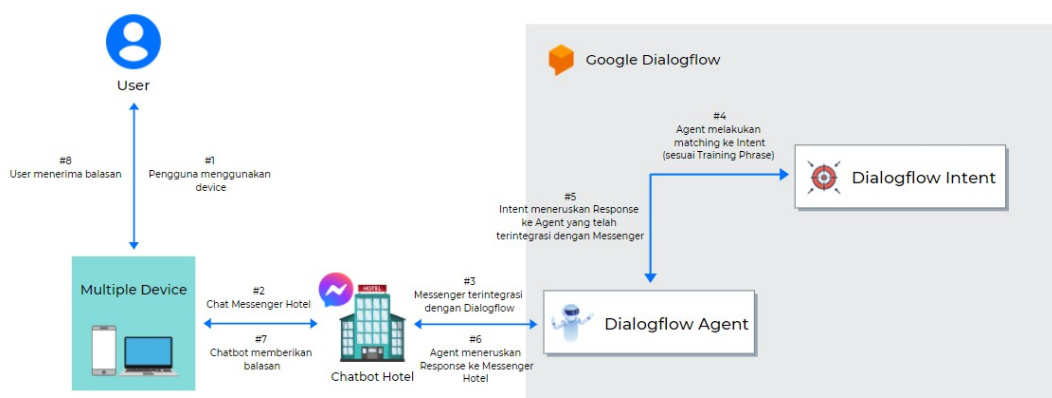 Google Dialogflow
User
#8
User menerima balasan
#1
Pengguna menggunakan
device
#4
Agent melakukan
matching ke Intent
(sesuai Training Phrase)
Dialogflow Intent
#5
Intent meneruskan Response
ke Agent yang telah
terintegrasi dengan Messenger
Multiple Device
#2
Chat Messenger Hotel
#7
Chatbot memberikan
balasan
HOTEL
Chatbot Hotel
#3
Messenger terintegrasi
dengan Dialogflow
#6
Agent meneruskan
Response ke Messenger
Hotel
Dialogflow Agent